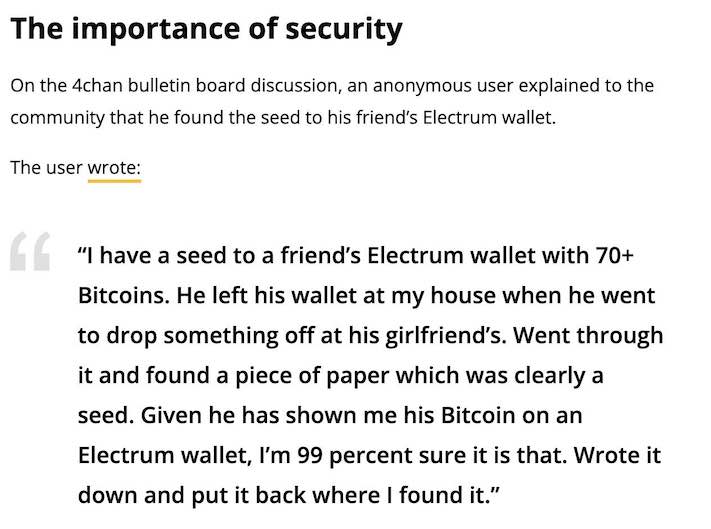 The importance of security
On the 4chan bulletin board discussion, an anonymous user explained to the
community that he found the seed to his friend’s Electrum wallet.
The user wrote:
“I have a seed to a friend’s Electrum wallet with 70+
Bitcoins. He left his wallet at my house when he went
to drop something off at his girlfriend’s. Went through
it and found a piece of paper which was clearly a
seed. Given he has shown me his Bitcoin on an
Electrum wallet, I’m 99 percent sure it is that. Wrote it
down and put it back where I found it.”